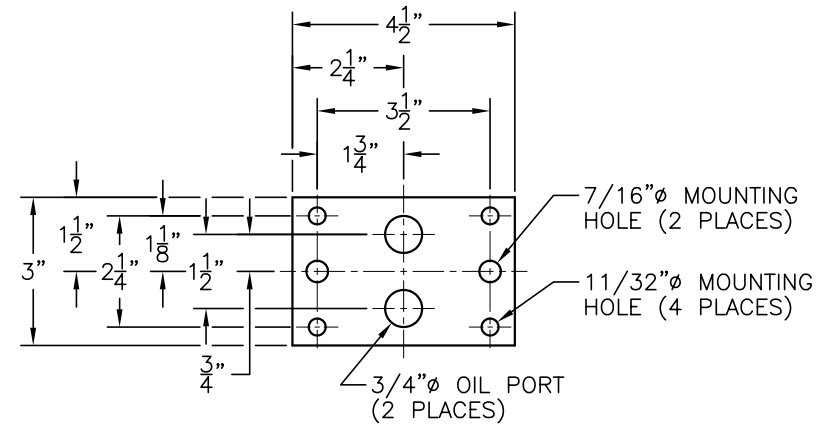 4 1/2"
2 1/4"
3 1/2"
1 3/4"
7/16"ø MOUNTING
HOLE (2 PLACES)
1 1/2"
1 1/8"
3"
2 1/4"
1 1/2"
11/32"ø MOUNTING
HOLE (4 PLACES)
3/4"
3/4"ø OIL PORT
(2 PLACES)